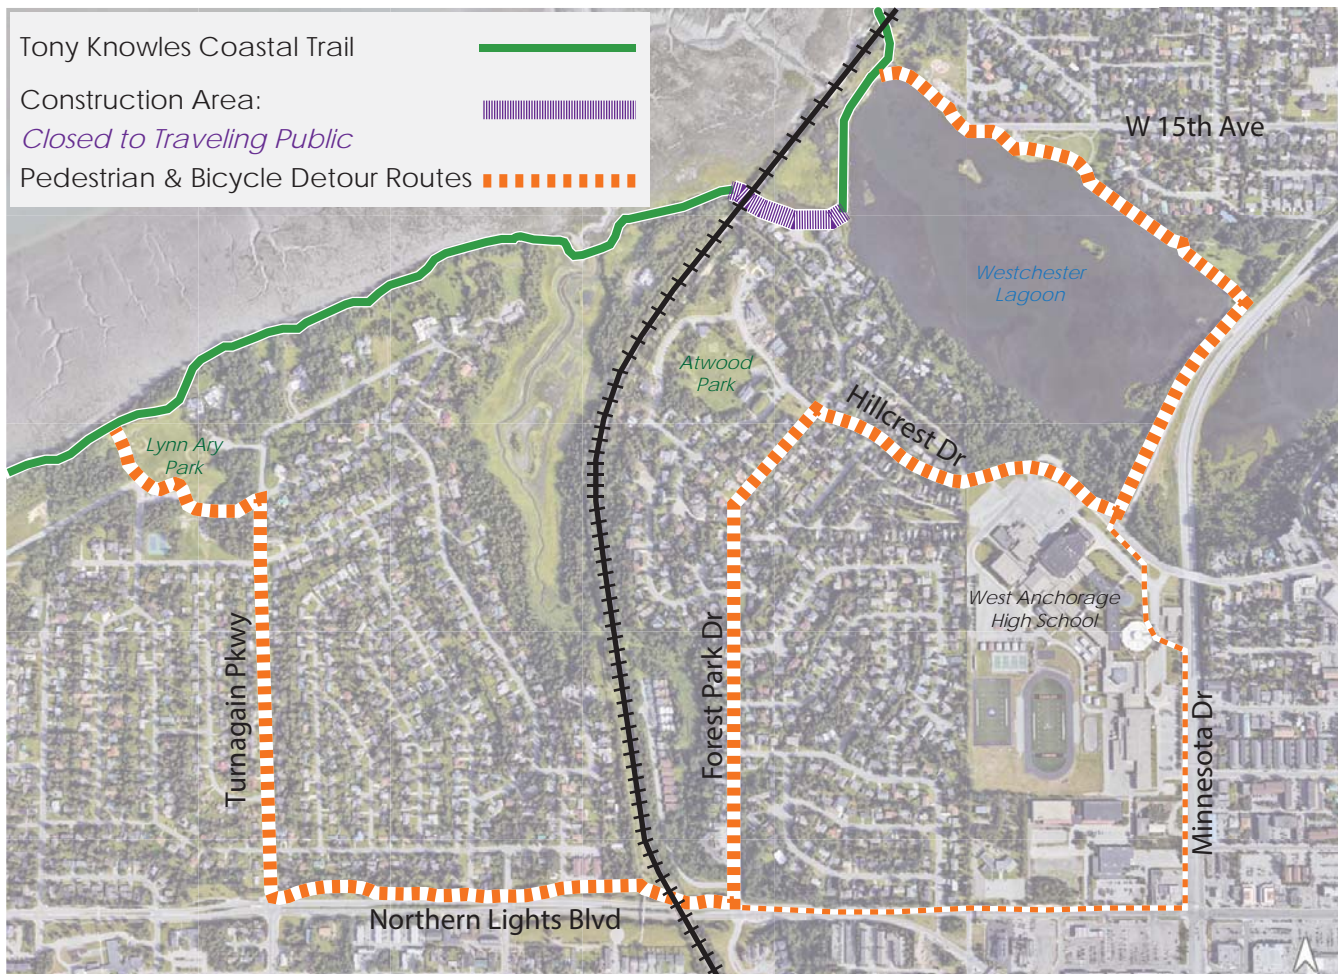 Tony Knowles Coastal Trail
Construction Area:
Closed to Traveling Public
Pedestrian & Bicycle Detour Routes
W 15th Ave
Westchester
Lagoon
Atwood
Park
Hillcrest Dr
Lynn Ary
Park
West Anchorage
High School
Turnagain Pkwy
Forest Park Dr
Minnesota Dr
Northern Lights Blvd